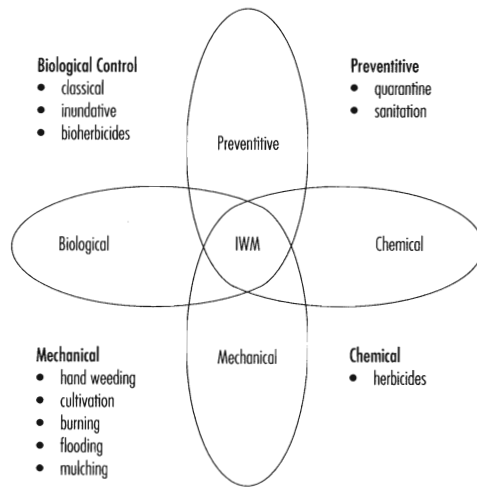 Biological Control
• classical
• inundative
• bioherbicides
Preventitive
• quarantine
• sanitation
Preventitive
Biological
IWM
Chemical
Mechanical
Mechanical
• hand weeding
• cultivation
• burning
• flooding
• mulching
Chemical
• herbicides